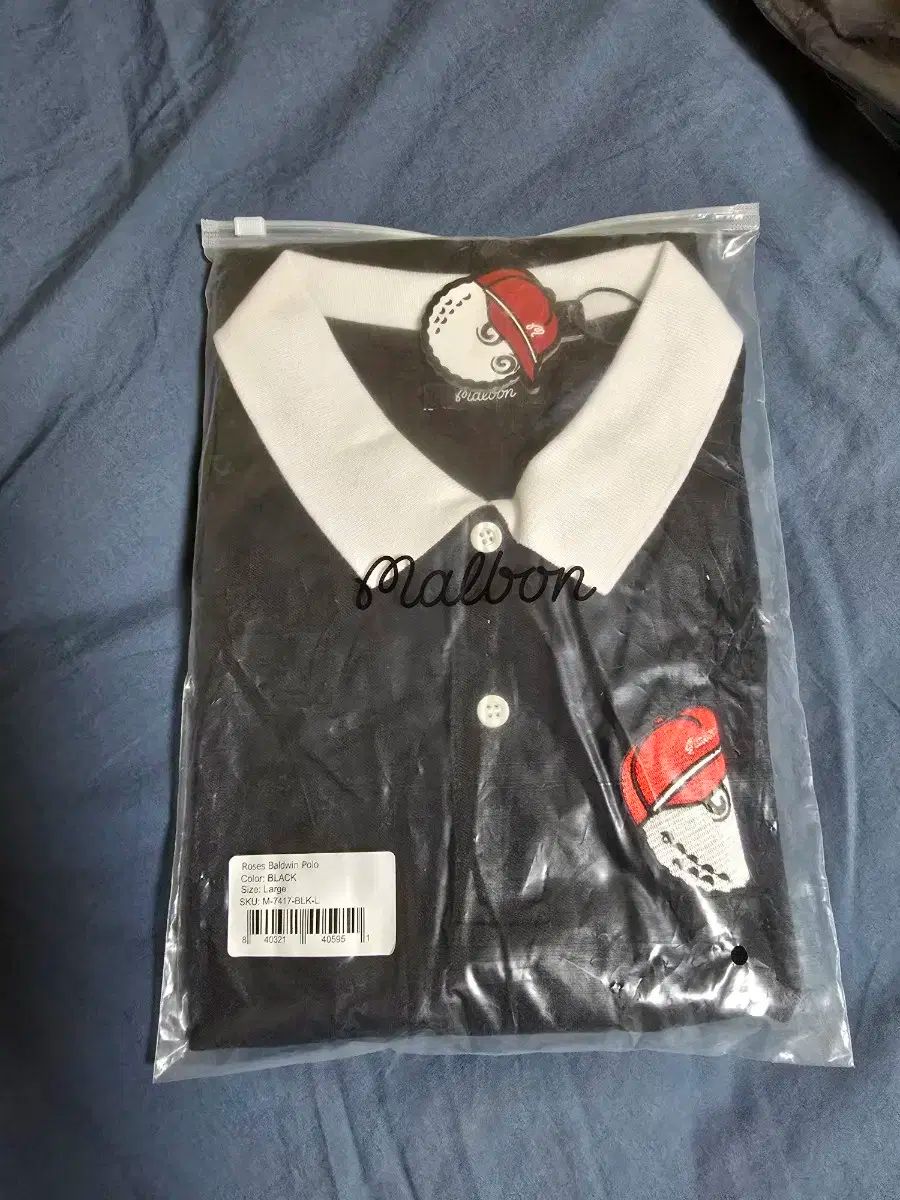 Malbon
Malbon
Roses Baldwin Polo
Color: BLACK
Size: Large
SKU: M-7417-BLK-L
8 40321 40595 1